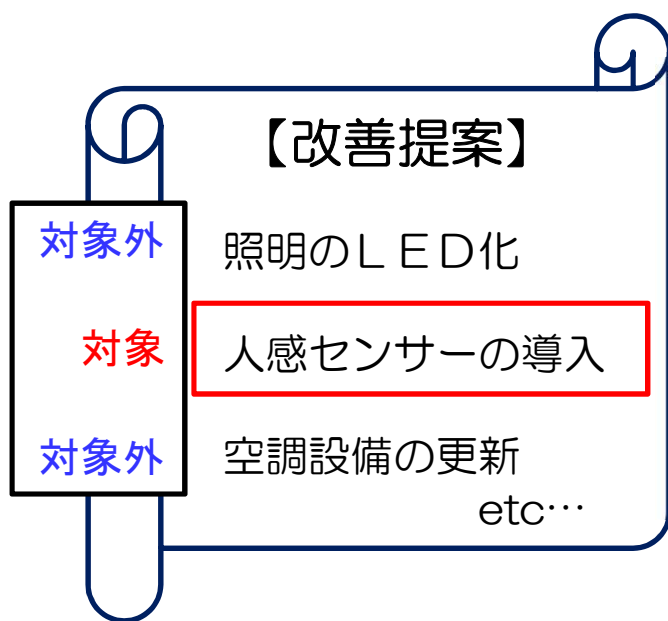 【改善提案】
対象外 照明のLED化
対象 人感センサーの導入
対象外 空調設備の更新
etc…